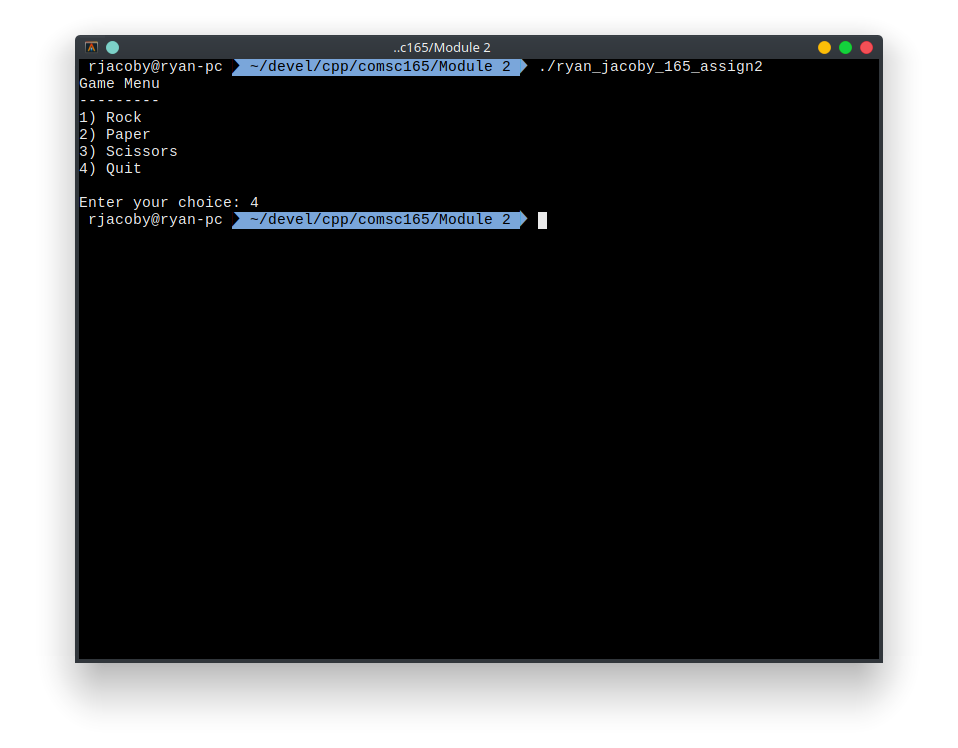 ..c165/Module 2
rjacoby@ryan-pc ~/devel/cpp/comsc165/Module 2 ./ryan_jacoby_165_assign2
Game Menu
---------
1) Rock
2) Paper
3) Scissors
4) Quit
Enter your choice: 4
rjacoby@ryan-pc ~/devel/cpp/comsc165/Module 2